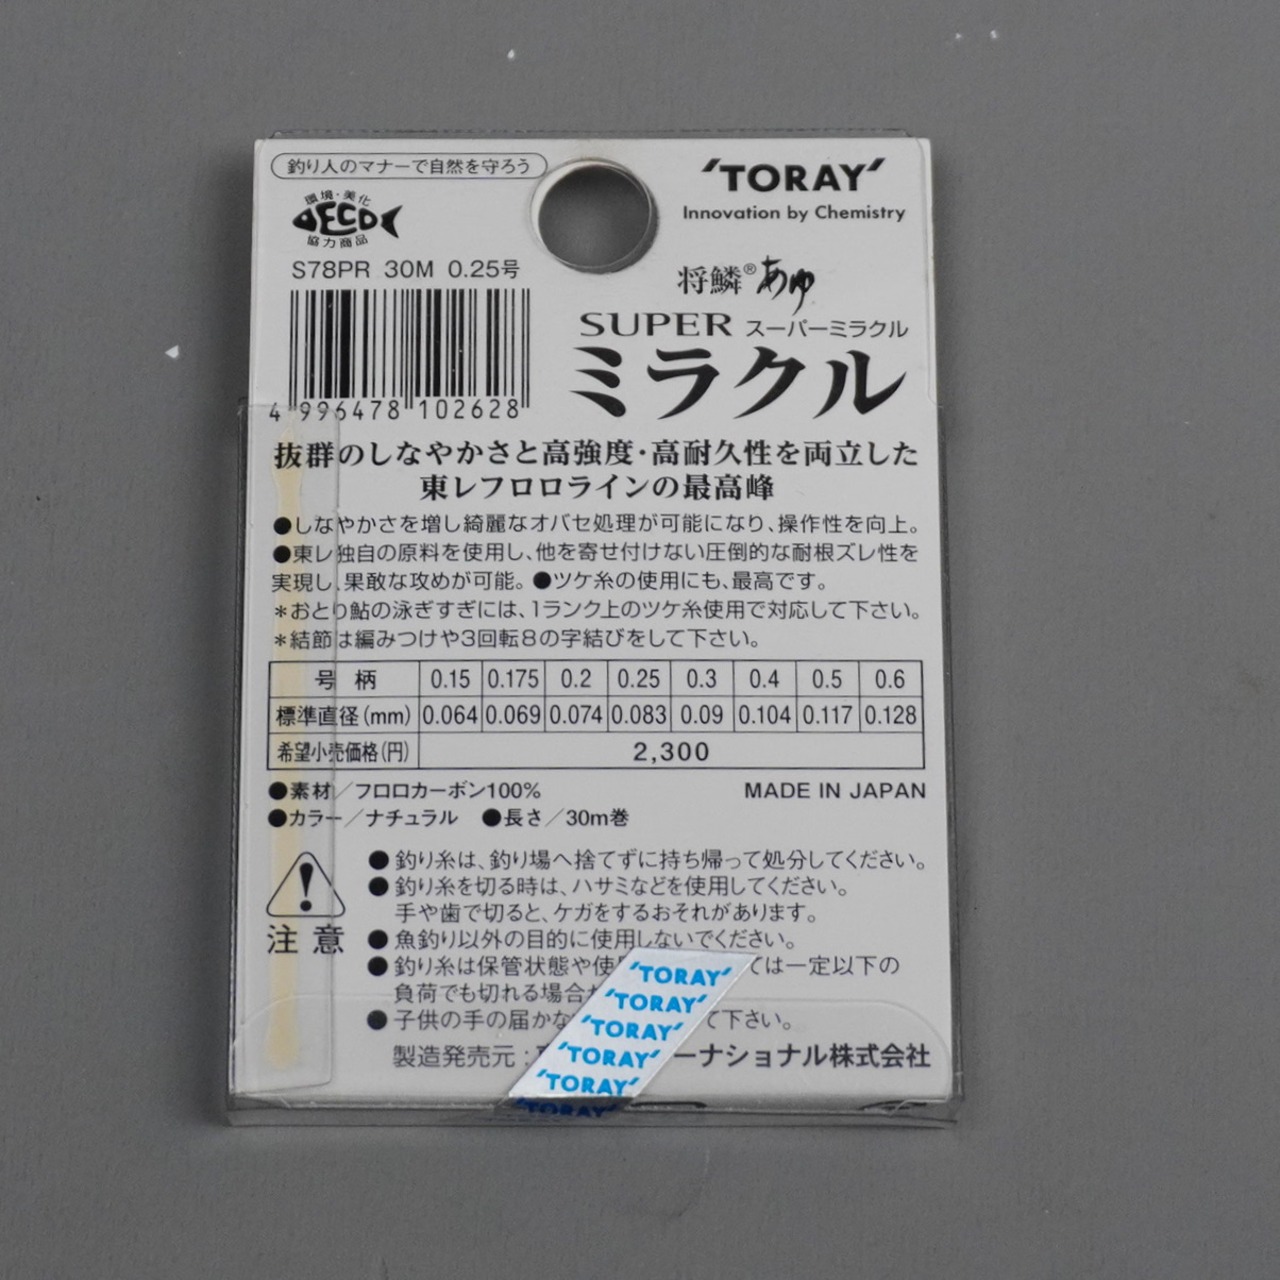 釣り人のマナーで自然を守ろう
環境・美化
ECO
協力商品
'TORAY'
Innovation by Chemistry
S78PR 30M 0.25号
4 996478 102628
将鱗®あゆ
SUPER スーパーミラクル
ミラクル
抜群のしなやかさと高強度・高耐久性を両立した
東レフロロラインの最高峰
●しなやかさを増し綺麗なオバセ処理が可能になり、操作性を向上。
●東レ独自の原料を使用し、他を寄せ付けない圧倒的な耐根ズレ性を
実現し、果敢な攻めが可能。●ツケ糸の使用にも、最高です。
*おとり鮎の泳ぎすぎには、1ランク上のツケ糸使用で対応して下さい。
*結節は編みつけや3回転8の字結びをして下さい。
号 柄 0.15 0.175 0.2 0.25 0.3 0.4 0.5 0.6
標準直径(mm) 0.064 0.069 0.074 0.083 0.09 0.104 0.117 0.128
希望小売価格(円) 2,300
●素材/フロロカーボン100% MADE IN JAPAN
●カラー/ナチュラル ●長さ/30m巻
注 意
●釣り糸は、釣り場へ捨てずに持ち帰って処分してください。
●釣り糸を切る時は、ハサミなどを使用してください。
手や歯で切ると、ケガをするおそれがあります。
●魚釣り以外の目的に使用しないでください。
●釣り糸は保管状態や使 ては一定以下の
負荷でも切れる場合
●子供の手の届かな て下さい。
製造発売元: ーナショナル株式会社
'TORAY'
'TORAY'
'TORAY'
'TORAY'
'TORAY'
'TORAY'